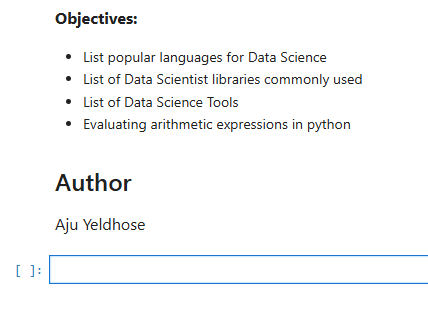 Objectives:
• List popular languages for Data Science
• List of Data Scientist libraries commonly used
• List of Data Science Tools
• Evaluating arithmetic expressions in python
Author
Aju Yeldhose
[ ]: